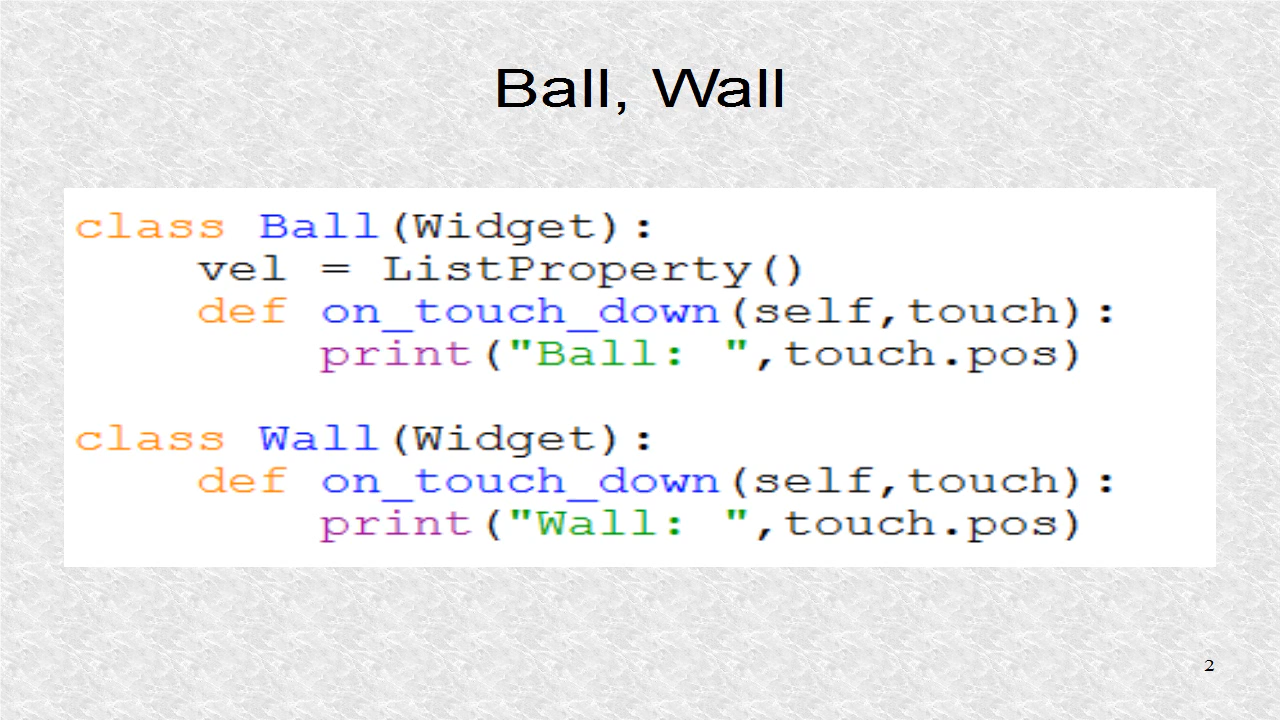 Ball, Wall
class Ball(Widget):
    vel = ListProperty()
    def on_touch_down(self,touch):
        print("Ball: ",touch.pos)
class Wall(Widget):
    def on_touch_down(self,touch):
        print("Wall: ",touch.pos)
2